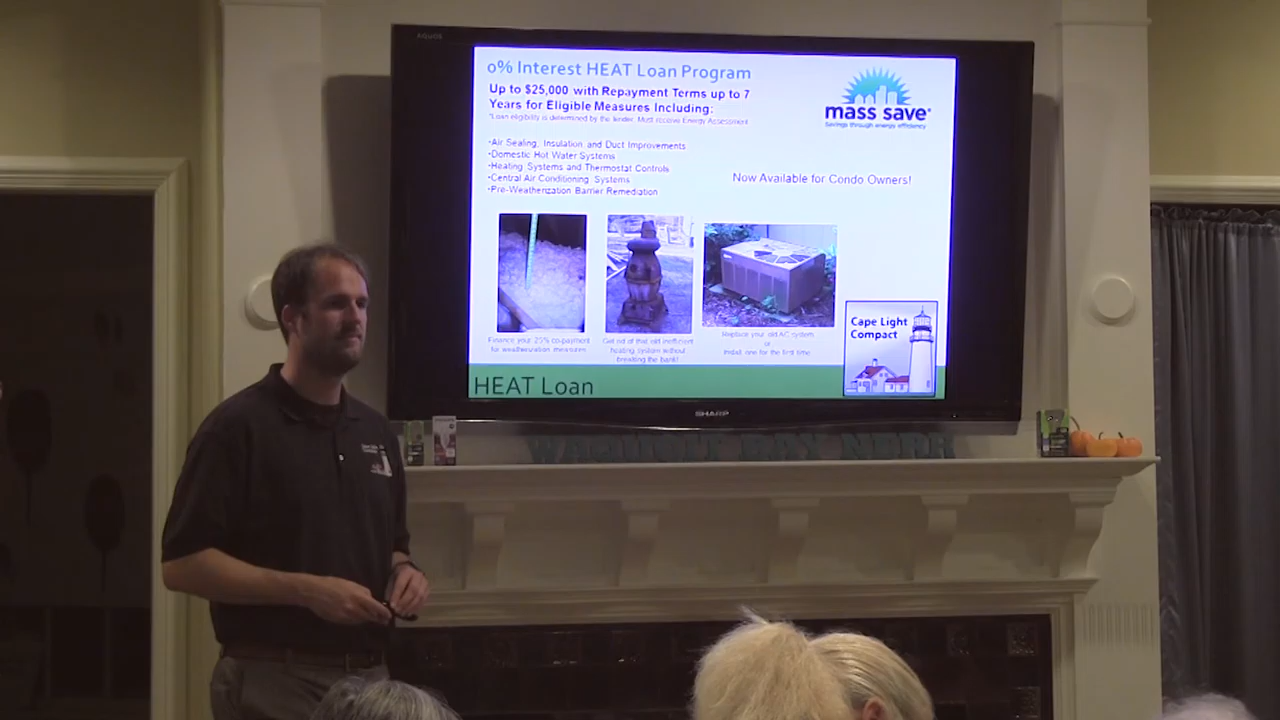 AQUOS
0% Interest HEAT Loan Program
Up to $25,000 with Repayment Terms up to 7
Years for Eligible Measures Including:
*Loan eligibility is determined by the lender. Must receive Energy Assessment
•Air Sealing, Insulation and Duct Improvements
•Domestic Hot Water Systems
•Heating Systems and Thermostat Controls
•Central Air Conditioning Systems
•Pre-Weatherization Barrier Remediation
mass save®
Savings through energy efficiency
Now Available for Condo Owners!
Finance your 25% co-payment
for weatherization measures
Get rid of that old inefficient
heating system without
breaking the bank!
Replace your old AC system
or
Install one for the first time
Cape Light
Compact
HEAT Loan
SHARP
WAQUOIT BAY NERR